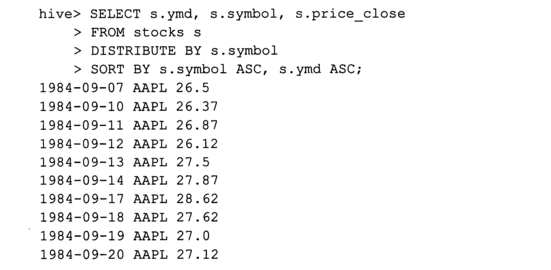 hive> SELECT s.ymd, s.symbol, s.price_close
> FROM stocks s
> DISTRIBUTE BY s.symbol
> SORT BY s.symbol ASC, s.ymd ASC;
1984-09-07 AAPL 26.5
1984-09-10 AAPL 26.37
1984-09-11 AAPL 26.87
1984-09-12 AAPL 26.12
1984-09-13 AAPL 27.5
1984-09-14 AAPL 27.87
1984-09-17 AAPL 28.62
1984-09-18 AAPL 27.62
1984-09-19 AAPL 27.0
1984-09-20 AAPL 27.12